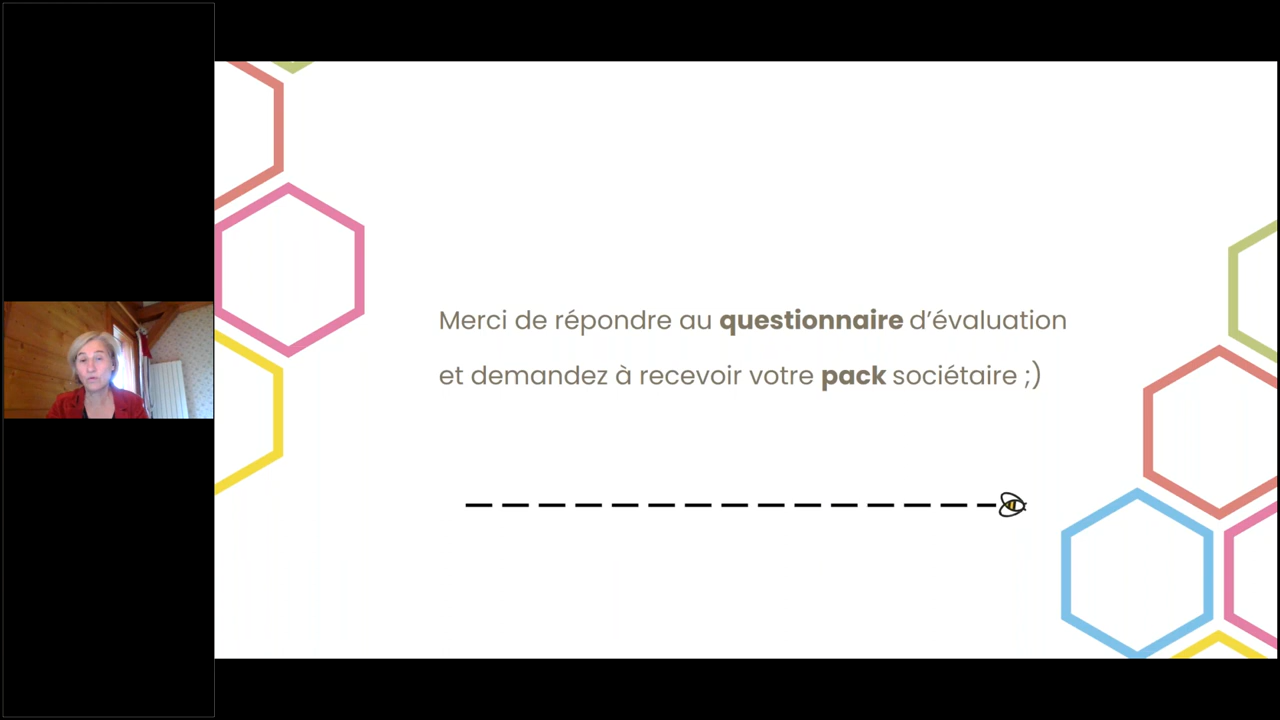 Merci de répondre au questionnaire d’évaluation
et demandez à recevoir votre pack sociétaire ;)